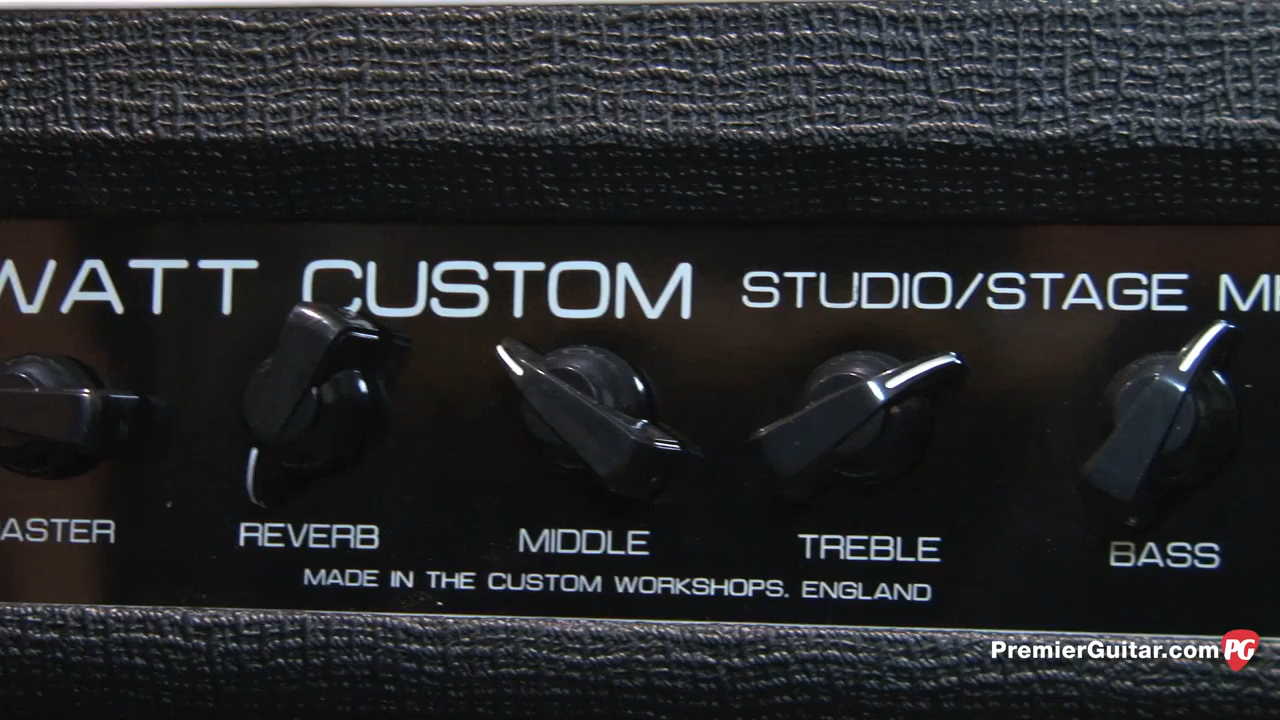 WATT CUSTOM STUDIO/STAGE
ASTER REVERB MIDDLE TREBLE BASS
MADE IN THE CUSTOM WORKSHOPS. ENGLAND
PremierGuitar.com PG